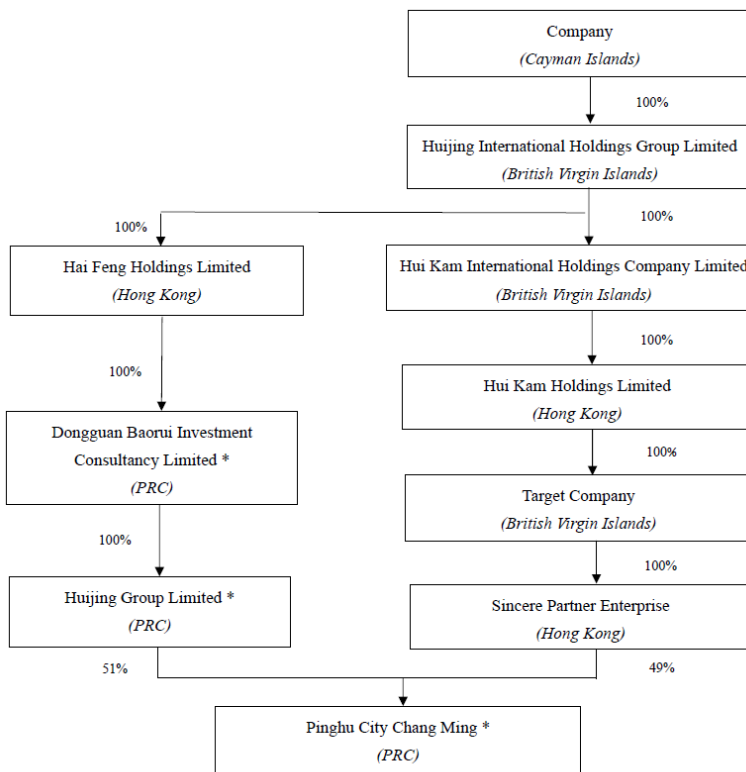 Company
(Cayman Islands)
100%
Huijing International Holdings Group Limited
(British Virgin Islands)
100%
100%
Hai Feng Holdings Limited
(Hong Kong)
Hui Kam International Holdings Company Limited
(British Virgin Islands)
100%
100%
Hui Kam Holdings Limited
(Hong Kong)
Dongguan Baorui Investment
Consultancy Limited *
(PRC)
100%
Target Company
(British Virgin Islands)
100%
100%
Huijing Group Limited *
(PRC)
Sincere Partner Enterprise
(Hong Kong)
51%
49%
Pinghu City Chang Ming *
(PRC)